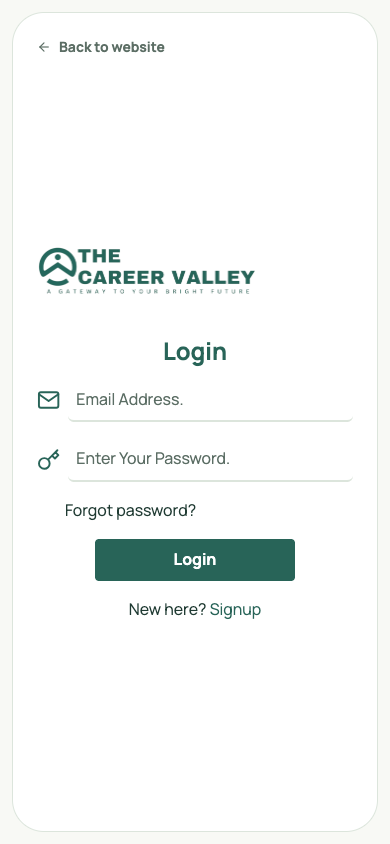 Back to website
THE
CAREER VALLEY
A GATEWAY TO YOUR BRIGHT FUTURE
Login
Email Address.
Enter Your Password.
Forgot password?
Login
New here? Signup